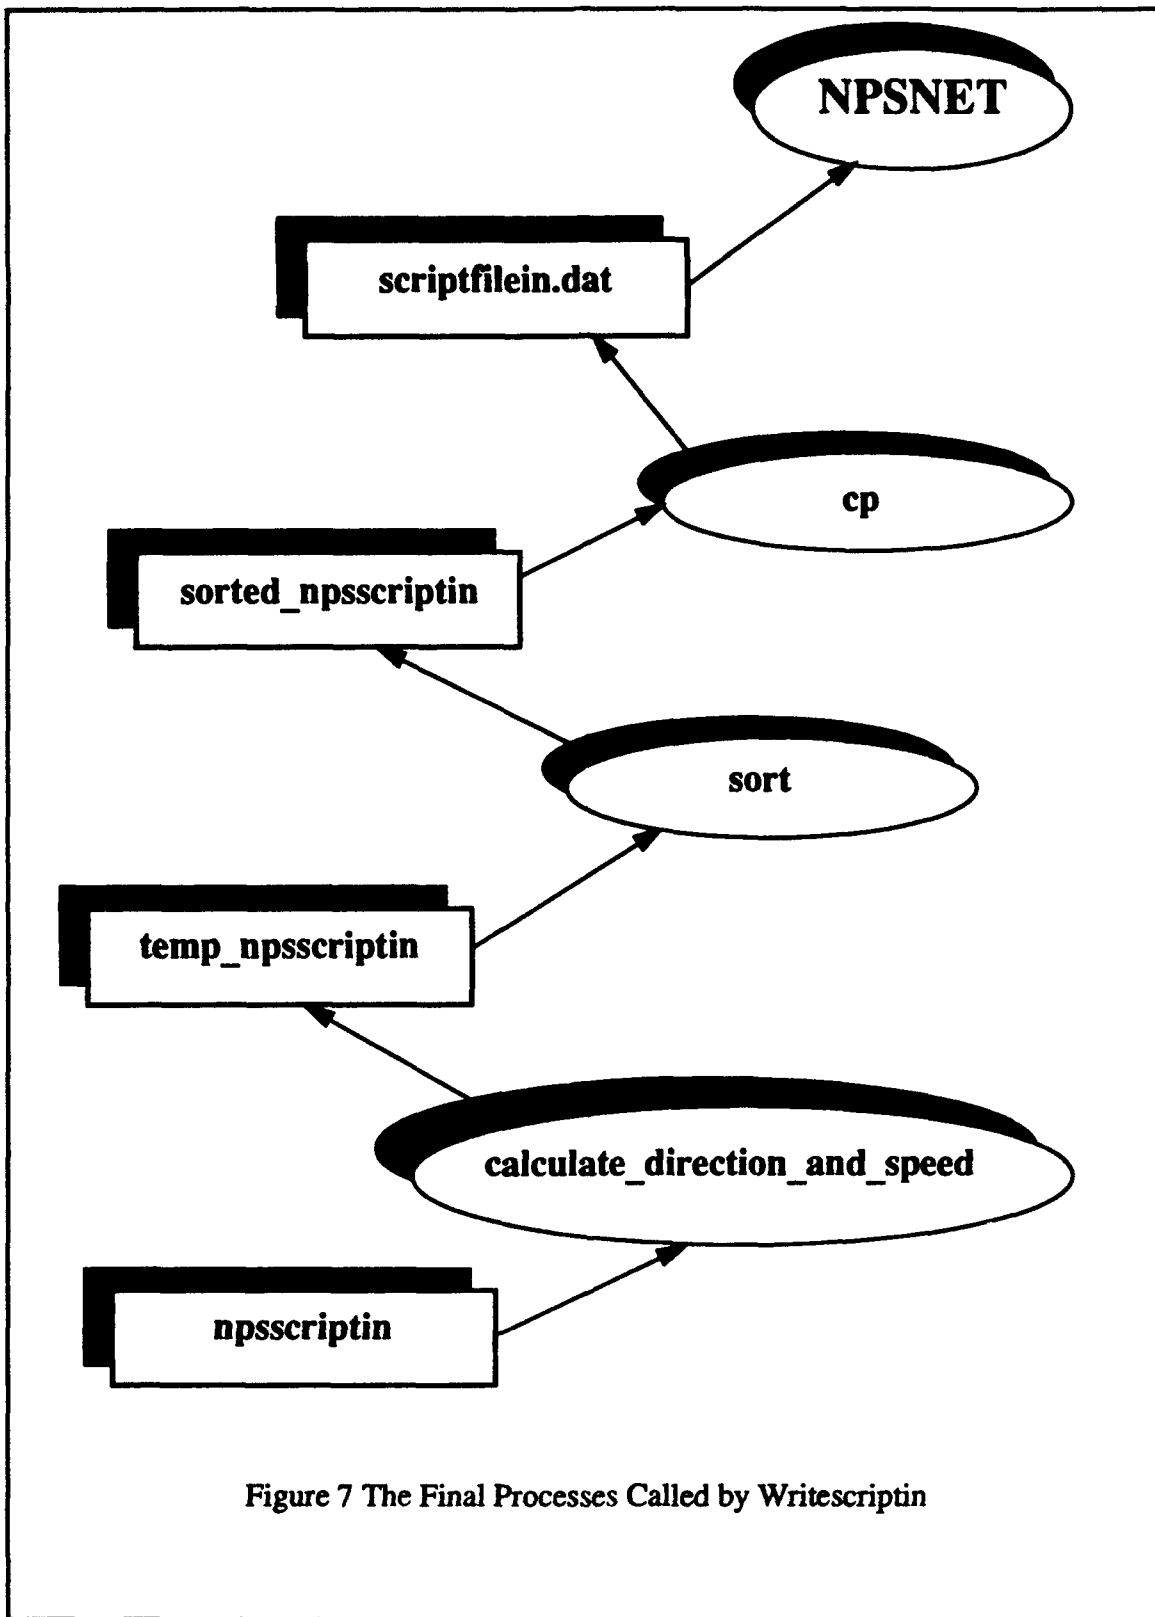 NPSNET
scriptfilein.dat
cp
sorted_npsscriptin
sort
temp_npsscriptin
calculate_direction_and_speed
npsscriptin
Figure 7 The Final Processes Called by Writescriptin